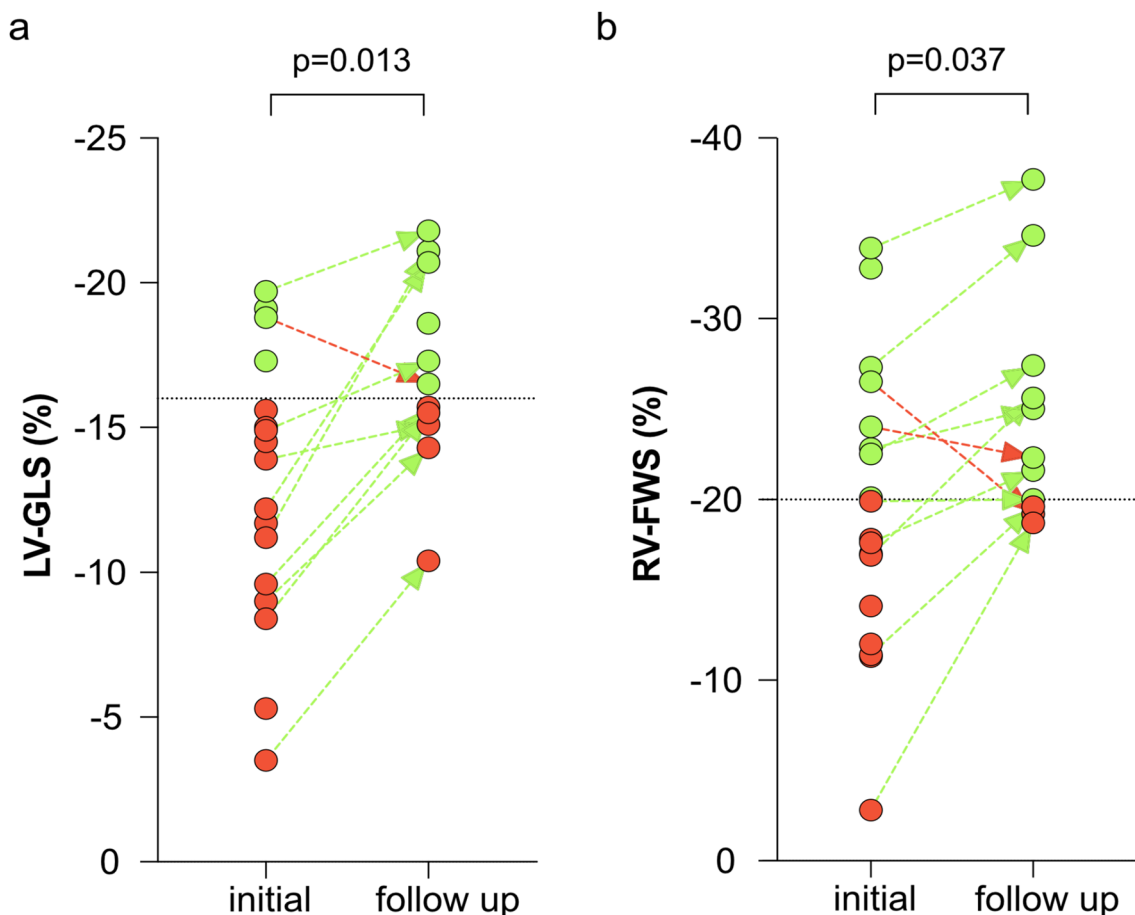 a
p=0.013
-25
-20
-15
-10
-5
0
LV-GLS (%)
initial
follow up
b
p=0.037
-40
-30
-20
-10
0
RV-FWS (%)
initial
follow up